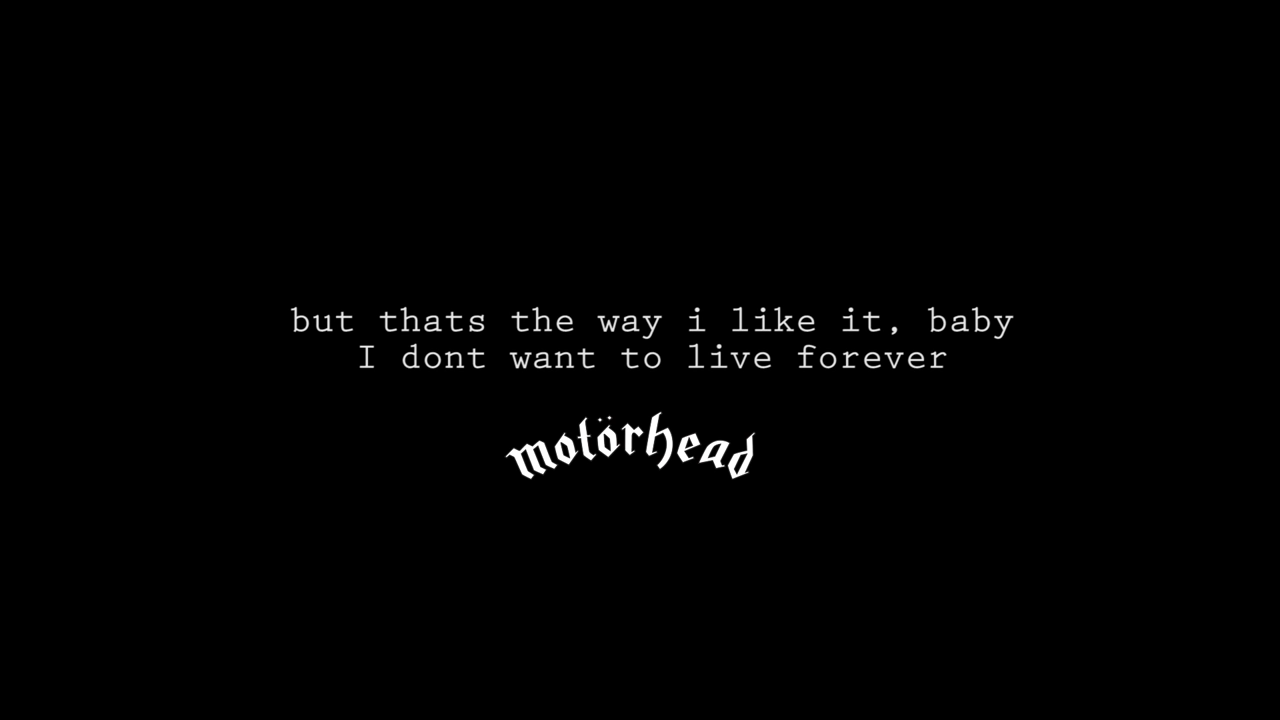 but thats the way i like it, baby
I dont want to live forever
motörhead